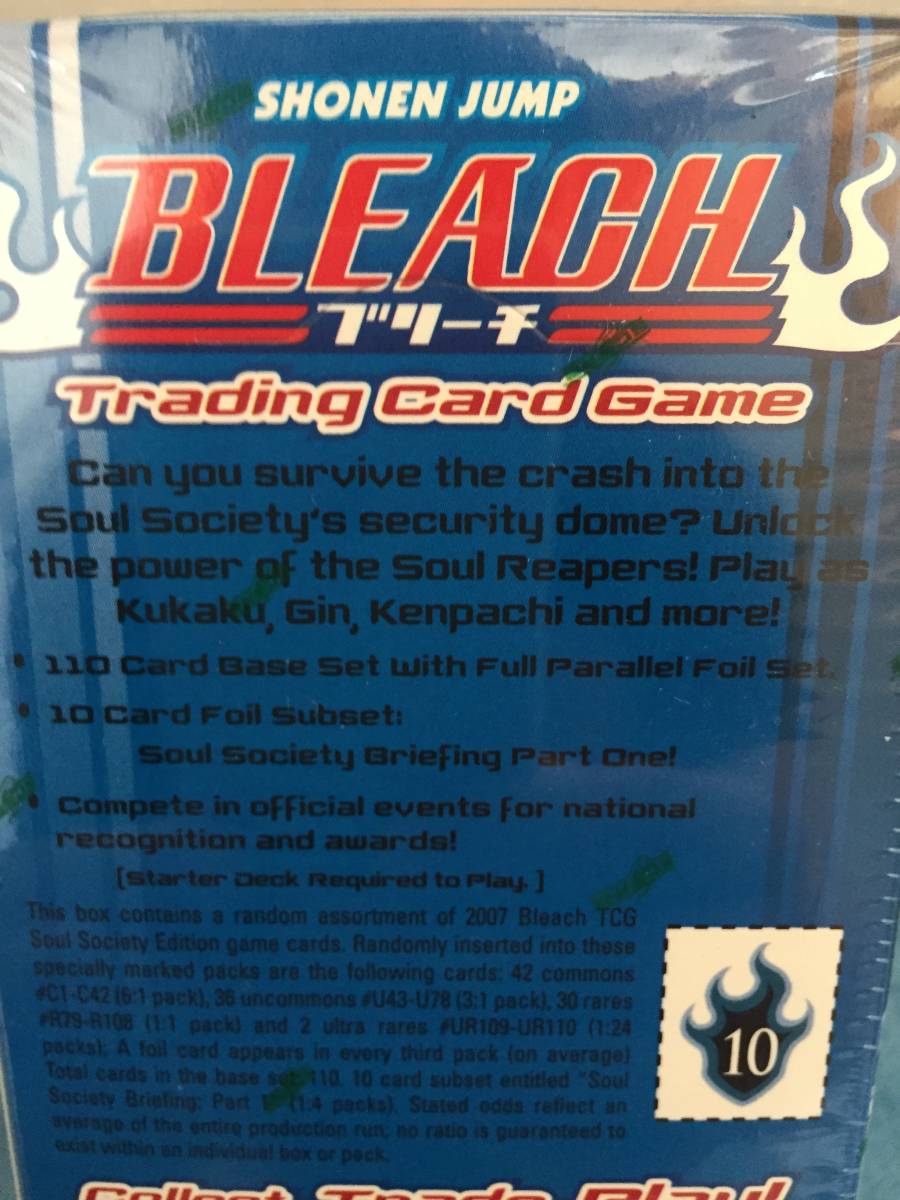 SHONEN JUMP
BLEACH
ブリーチ
Trading Card Game
Can you survive the crash into the
Soul Society's security dome? Unlock
the power of the Soul Reapers! Play as
Kukaku, Gin, Kenpachi and more!
• 110 Card Base Set with Full Parallel Foil Set.
• 10 Card Foil Subset:
Soul Society Briefing Part One!
• Compete in official events for national
recognition and awards!
[Starter Deck Required to Play. ]
This box contains a random assortment of 2007 Bleach TCG
Soul Society Edition game cards. Randomly inserted into these
specially marked packs are the following cards: 42 commons
#C1-C42 (6:1 pack), 36 uncommons #U43-U78 (3:1 pack), 30 rares
#R79-R108 (1:1 pack) and 2 ultra rares #UR109-UR110 (1:24
packs). A foil card appears in every third pack (on average)
Total cards in the base set 110. 10 card subset entitled "Soul
Society Briefing: Part (1:4 packs). Stated odds reflect an
average of the entire production run; no ratio is guaranteed to
exist within an individual box or pack.
10
Collect, Trade, Play!